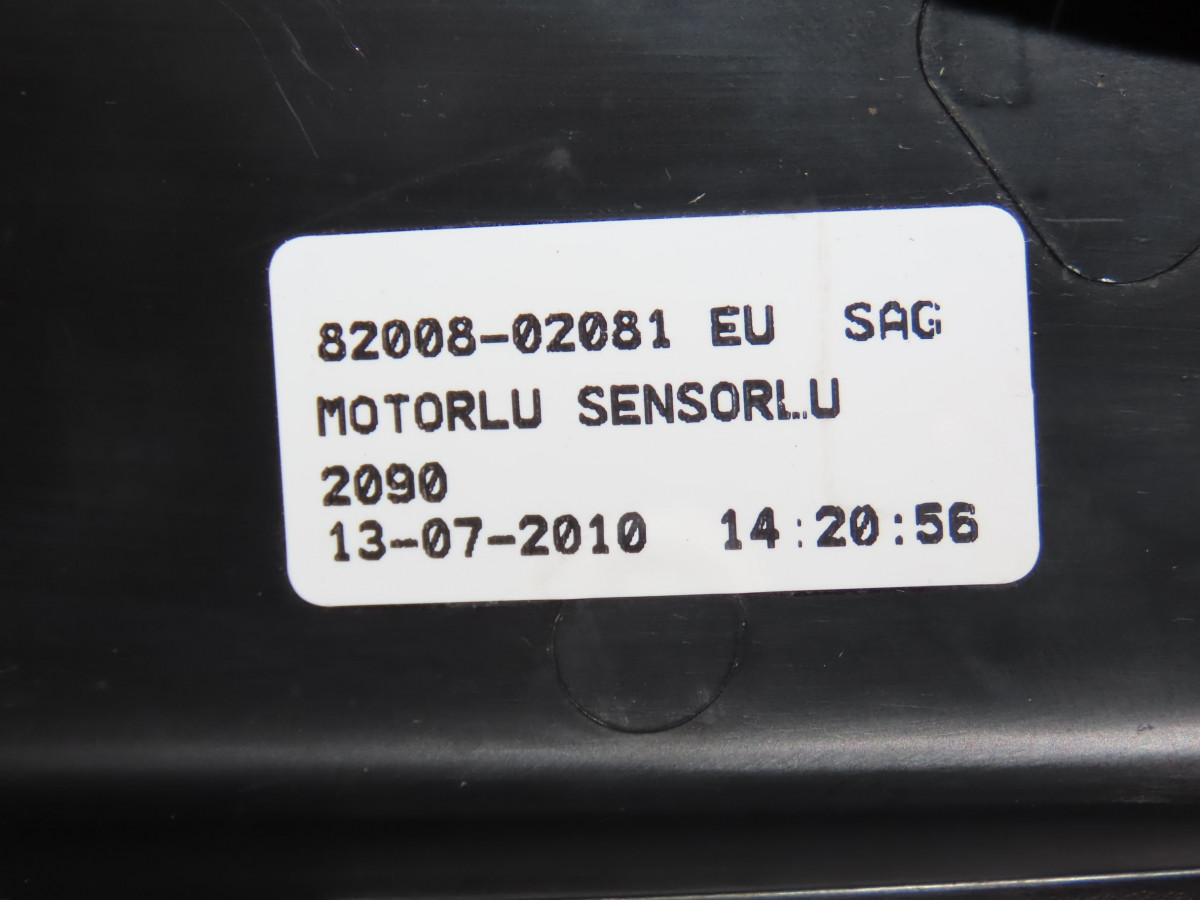 82008-02081 EU SAG
MOTORLU SENSORLU
2090
13-07-2010 14:20:56